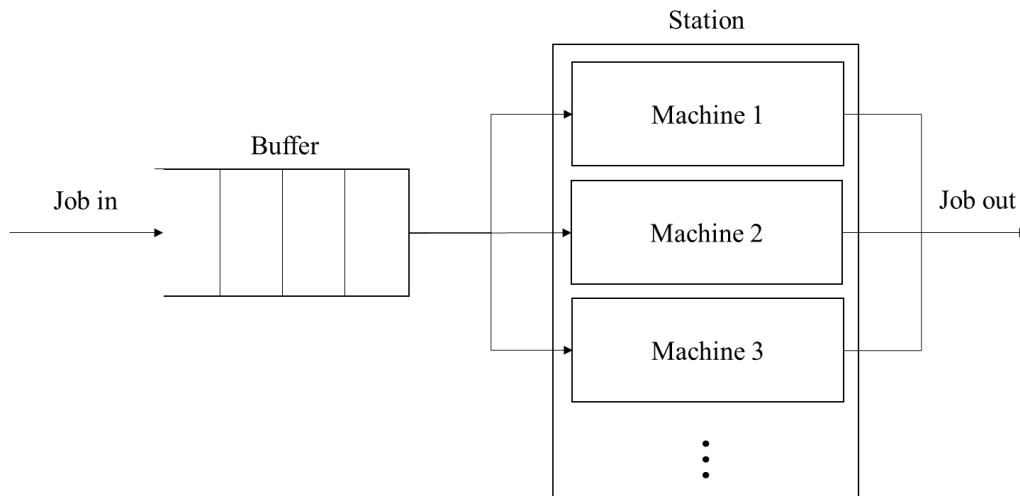 Station
Machine 1
Buffer
Job in
Machine 2
Job out
Machine 3